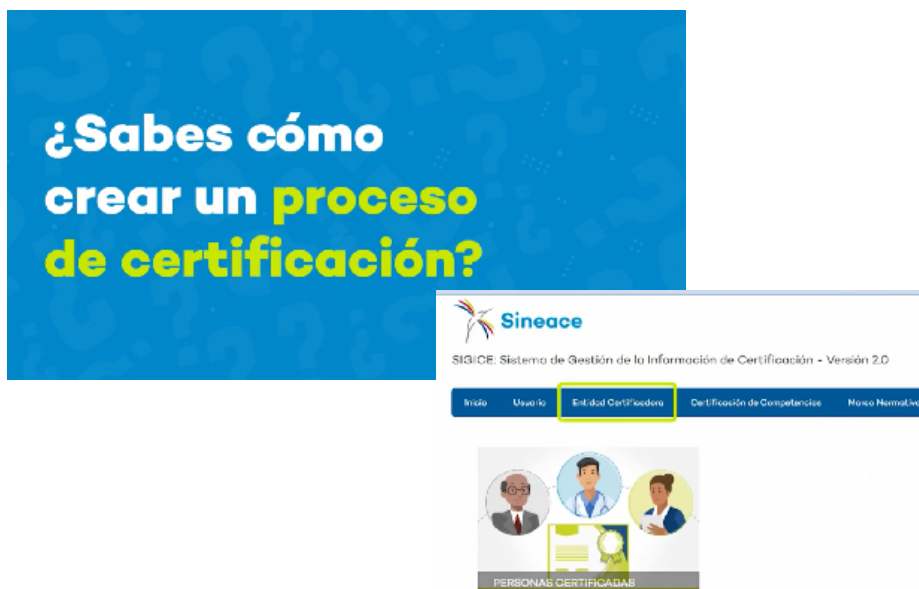 ¿Sabes cómo
crear un proceso
de certificación?
Sineace
SIGICE: Sistema de Gestión de la Información de Certificación - Versión 2.0
Inicio Usuario Entidad Certificadora Certificación de Competencias Marco Normativo
PERSONAS CERTIFICADAS